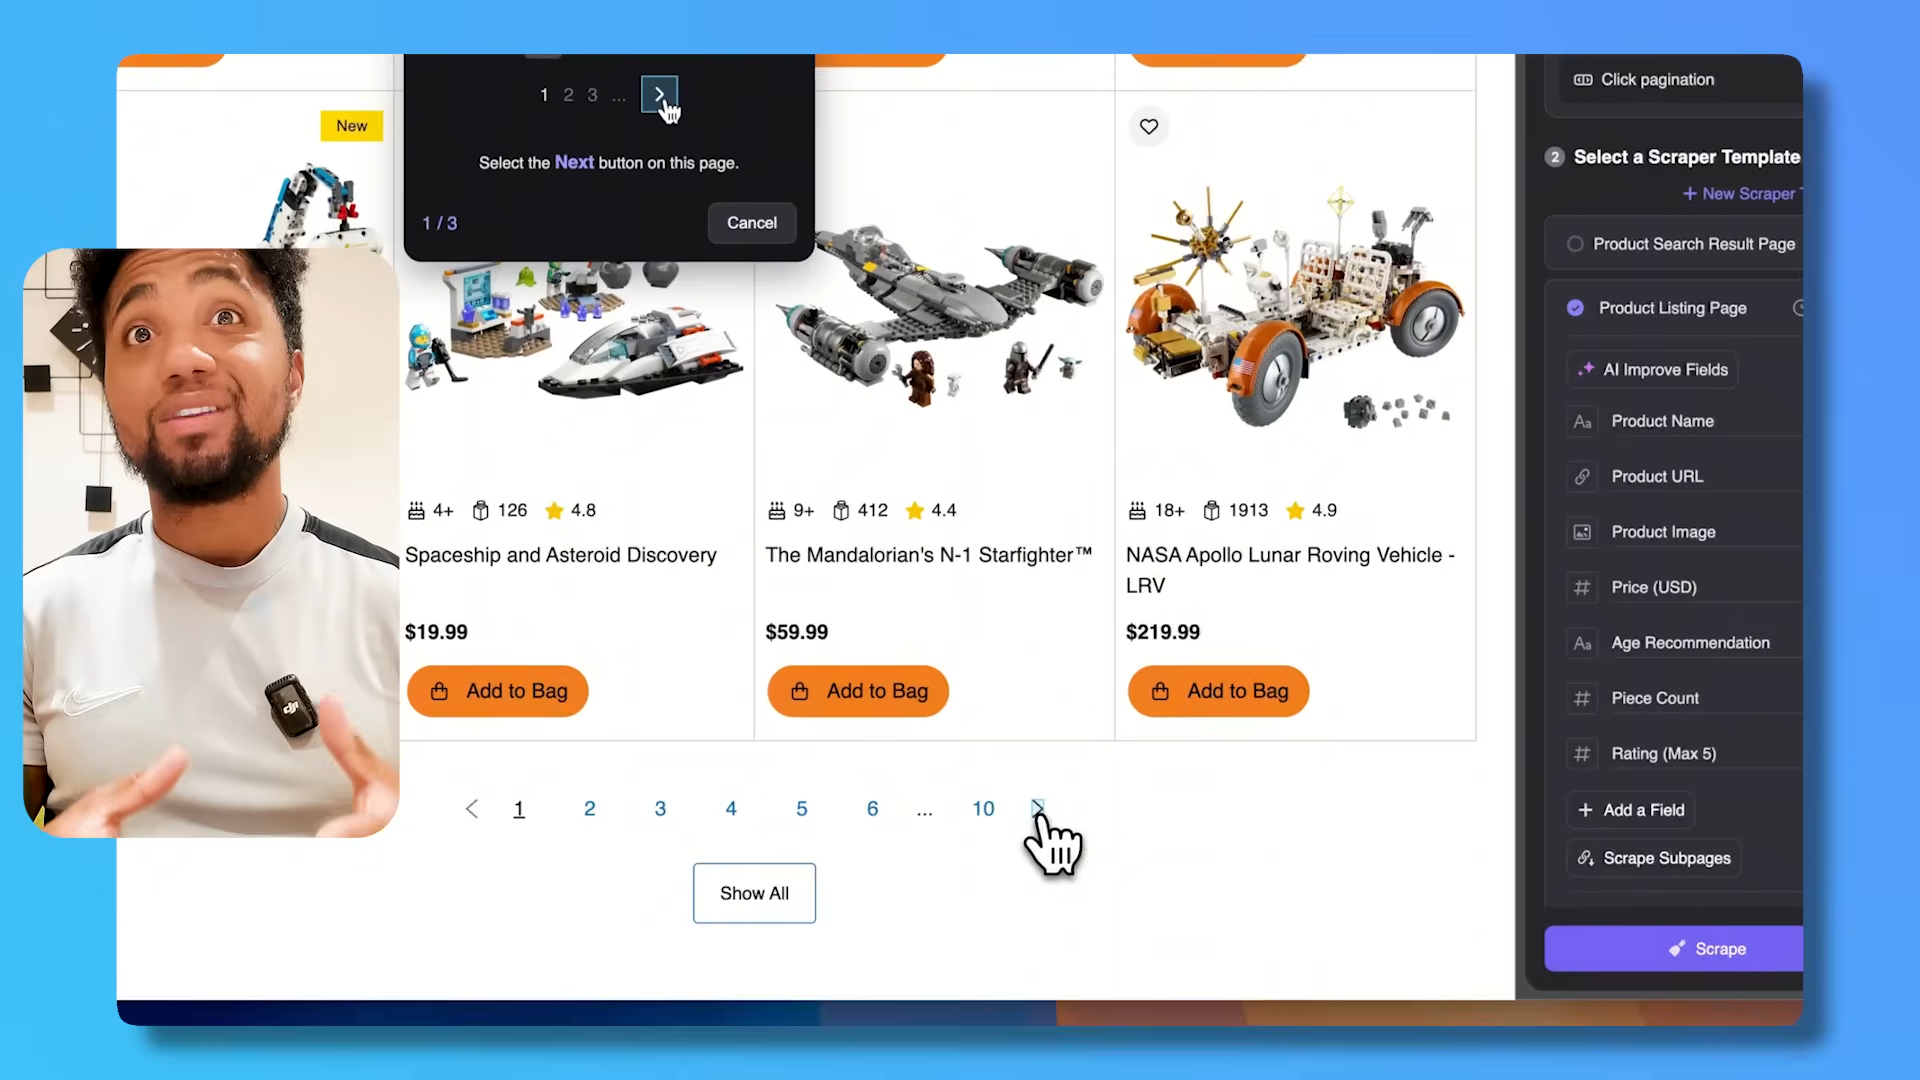 1 2 3 ...
Select the Next button on this page.
1 / 3
Cancel
New
4+ 126 4.8
Spaceship and Asteroid Discovery
$19.99
Add to Bag
9+ 412 4.4
The Mandalorian's N-1 Starfighter™
$59.99
Add to Bag
18+ 1913 4.9
NASA Apollo Lunar Roving Vehicle -
LRV
$219.99
Add to Bag
1 2 3 4 5 6 ... 10
Show All
Click pagination
2 Select a Scraper Template
+ New Scraper
Product Search Result Page
Product Listing Page
AI Improve Fields
Aa Product Name
Product URL
Product Image
# Price (USD)
Aa Age Recommendation
# Piece Count
# Rating (Max 5)
+ Add a Field
Scrape Subpages
Scrape
dji